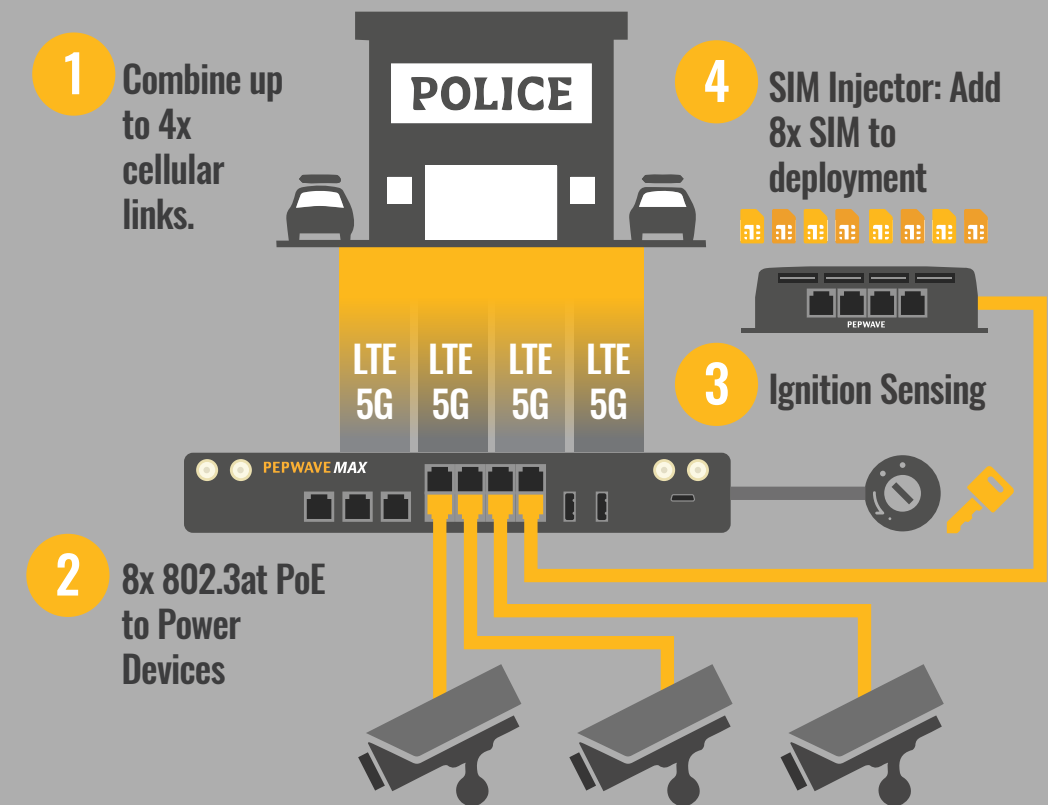 1
Combine up
to 4x
cellular
links.
POLICE
4
SIM Injector: Add
8x SIM to
deployment
PEPWAVE
LTE
5G
LTE
5G
LTE
5G
LTE
5G
3
Ignition Sensing
PEPWAVE MAX
2
8x 802.3at PoE
to Power
Devices